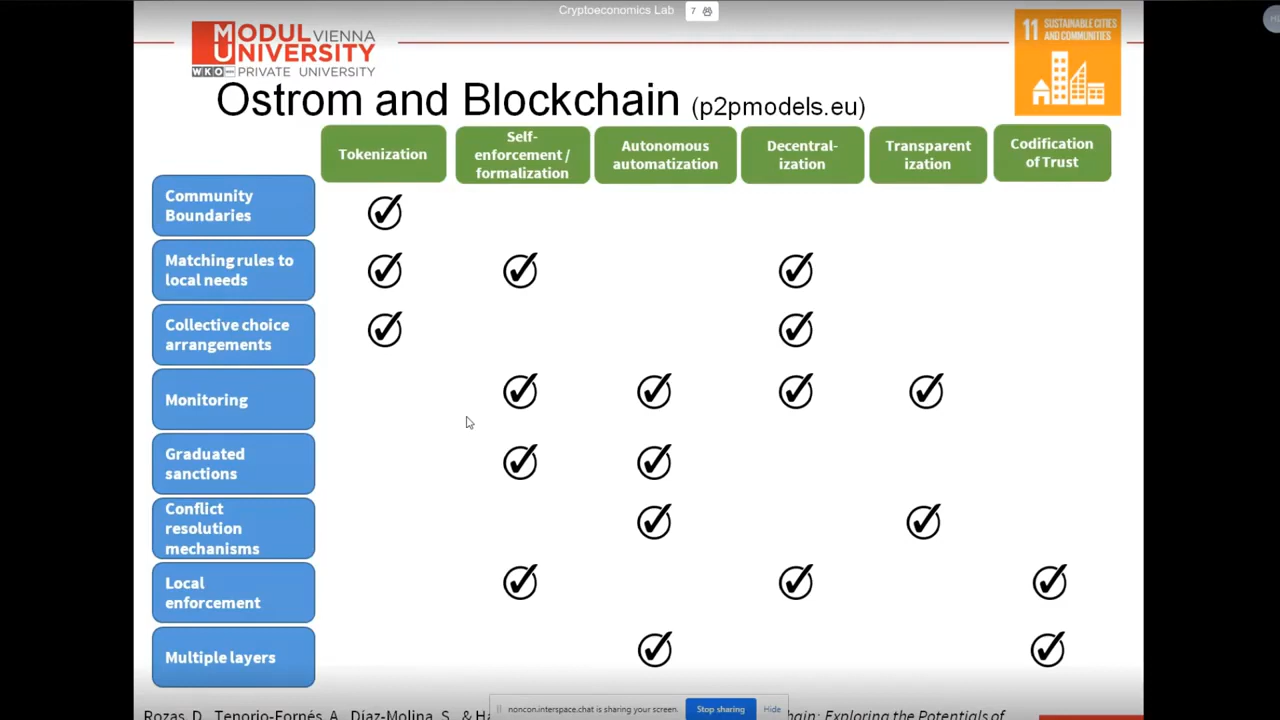 Cryptoeconomics Lab 7
MODUL VIENNA
UNIVERSITY
WKO PRIVATE UNIVERSITY
11 SUSTAINABLE CITIES
AND COMMUNITIES
Ostrom and Blockchain (p2pmodels.eu)
Tokenization
Self-
enforcement /
formalization
Autonomous
automatization
Decentral-
ization
Transparent
ization
Codification
of Trust
Community
Boundaries
Matching rules to
local needs
Collective choice
arrangements
Monitoring
Graduated
sanctions
Conflict
resolution
mechanisms
Local
enforcement
Multiple layers
noncon.interspace.chat is sharing your screen. Stop sharing Hide
Rozas, D., Tenorio-Fornés, A., Díaz-Molina, S., & Exploring the Potentials of